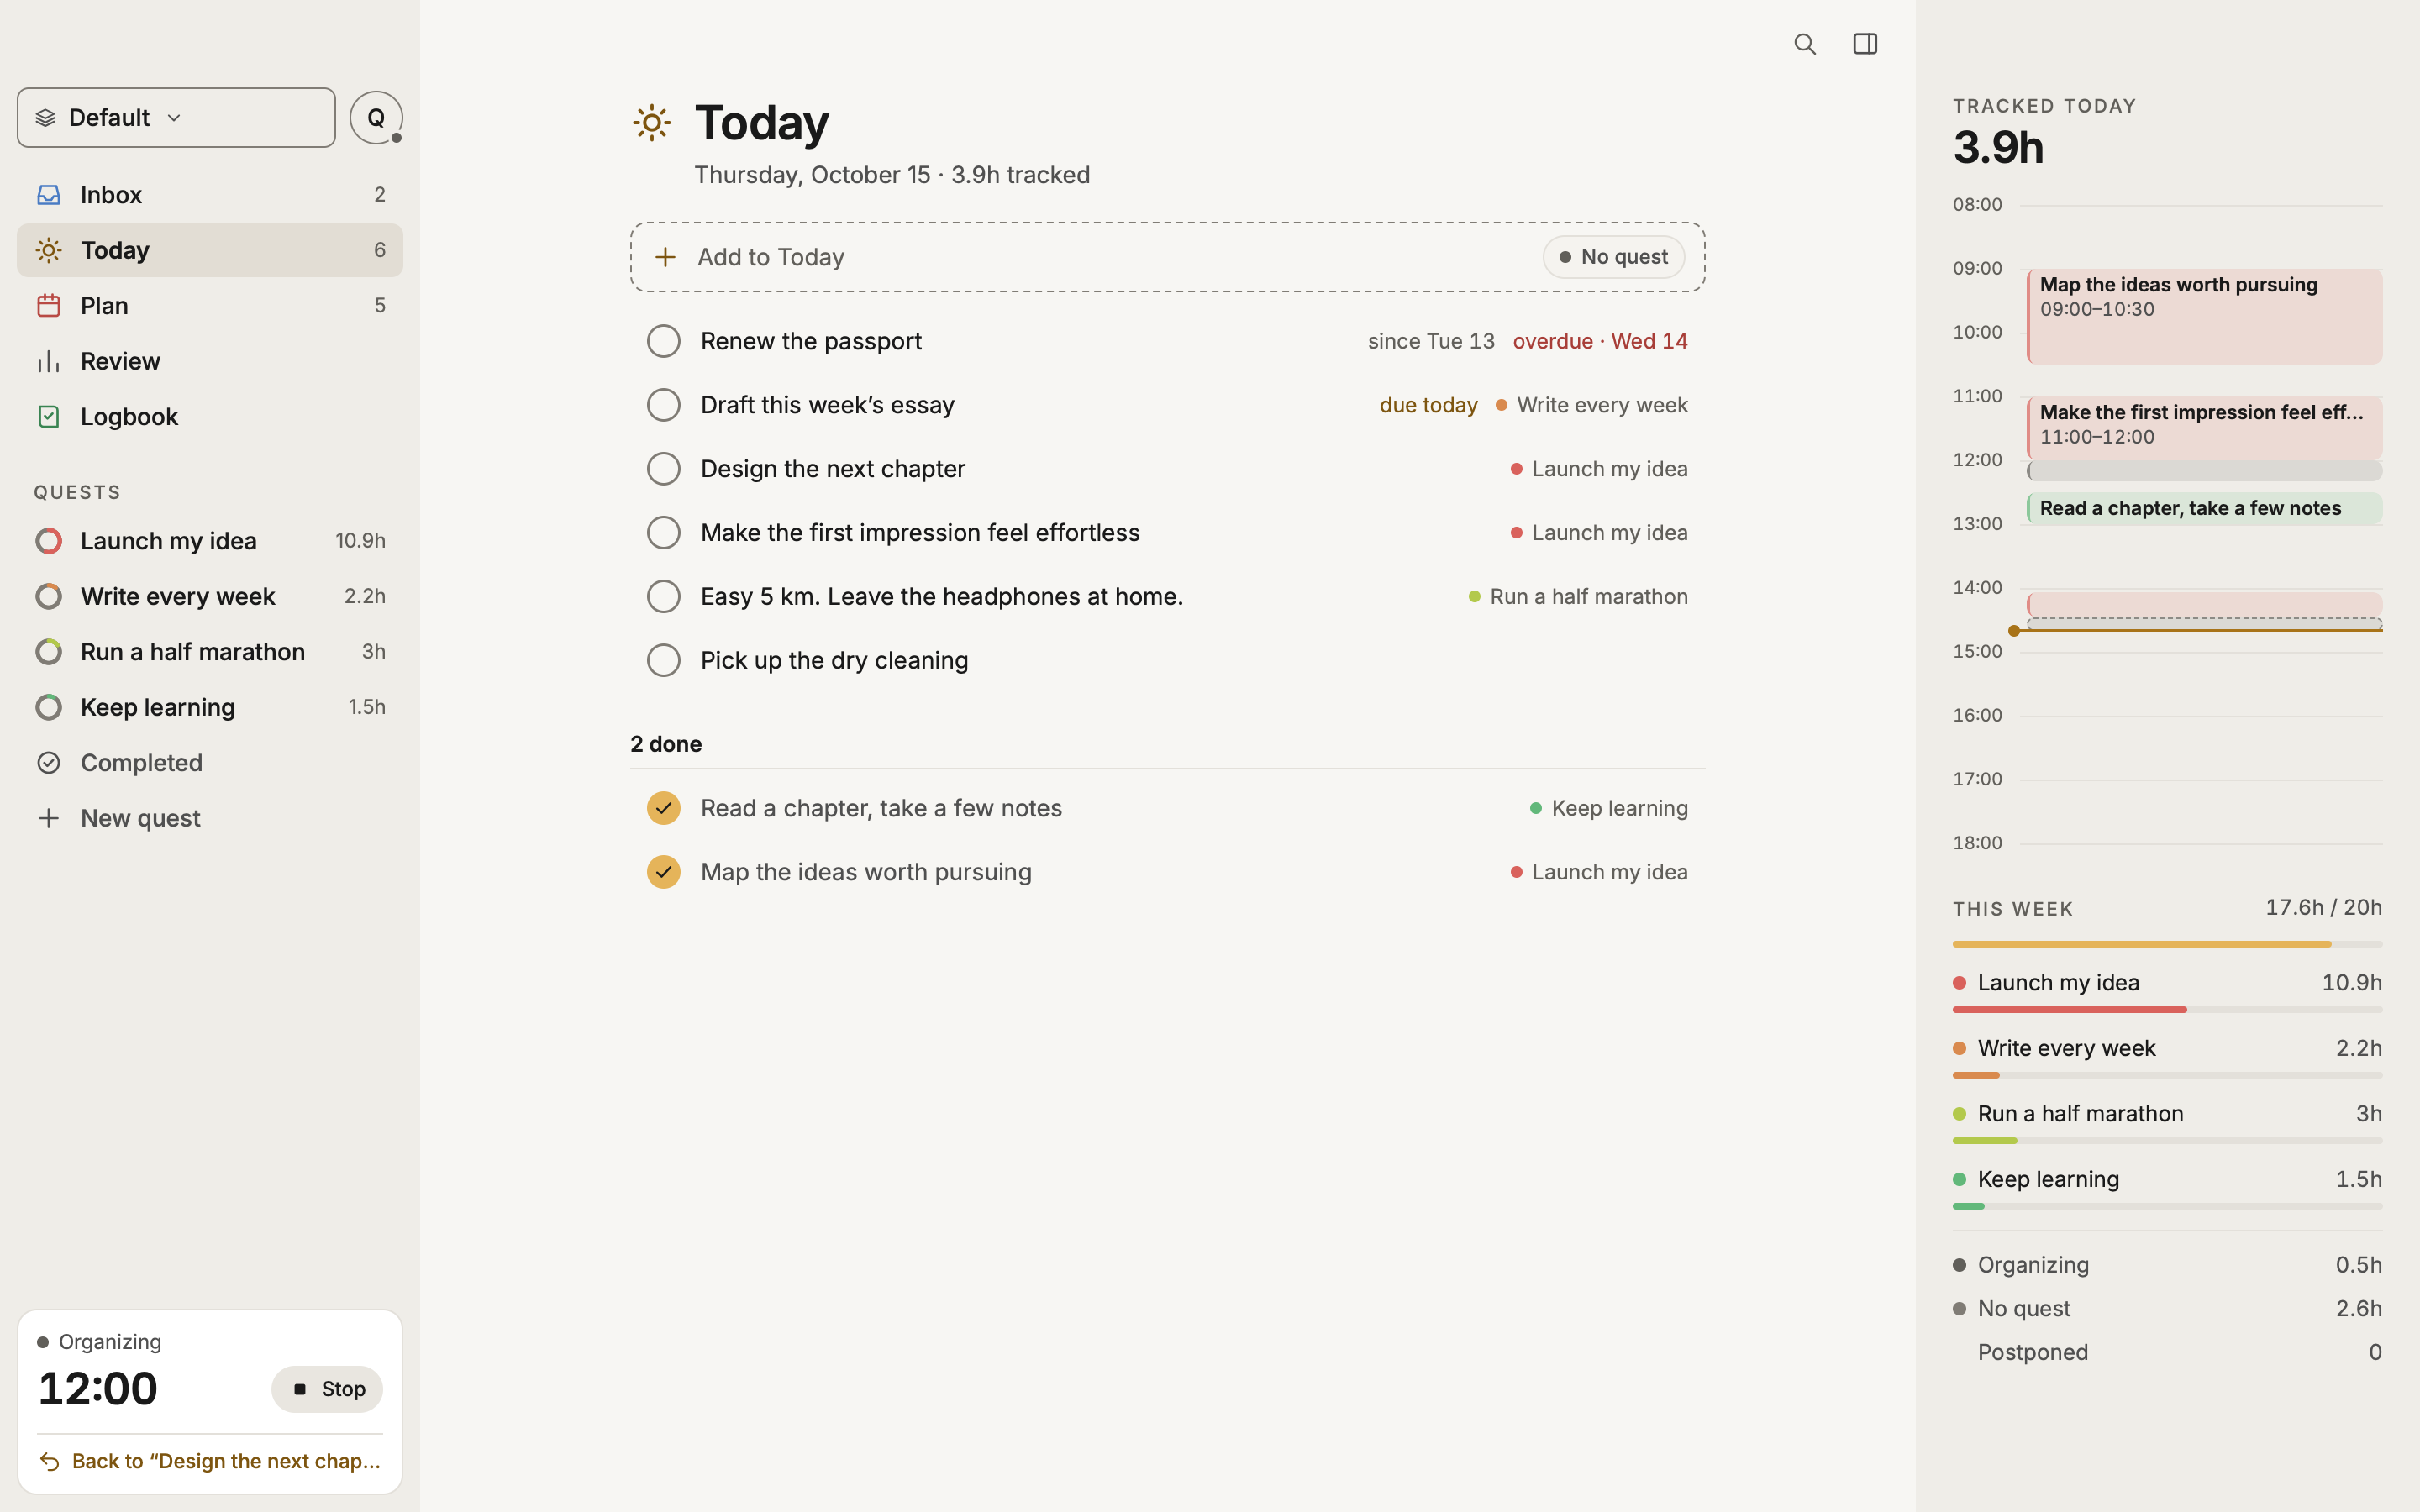 Default
Q
Inbox 2
Today 6
Plan 5
Review
Logbook
QUESTS
Launch my idea 10.9h
Write every week 2.2h
Run a half marathon 3h
Keep learning 1.5h
Completed
New quest
Organizing
12:00 Stop
Back to “Design the next chap...
Today
Thursday, October 15 · 3.9h tracked
Add to Today No quest
Renew the passport since Tue 13 overdue · Wed 14
Draft this week’s essay due today Write every week
Design the next chapter Launch my idea
Make the first impression feel effortless Launch my idea
Easy 5 km. Leave the headphones at home. Run a half marathon
Pick up the dry cleaning
2 done
Read a chapter, take a few notes Keep learning
Map the ideas worth pursuing Launch my idea
TRACKED TODAY
3.9h
08:00
09:00
Map the ideas worth pursuing
09:00–10:30
10:00
11:00
Make the first impression feel eff...
11:00–12:00
12:00
Read a chapter, take a few notes
13:00
14:00
15:00
16:00
17:00
18:00
THIS WEEK 17.6h / 20h
Launch my idea 10.9h
Write every week 2.2h
Run a half marathon 3h
Keep learning 1.5h
Organizing 0.5h
No quest 2.6h
Postponed 0